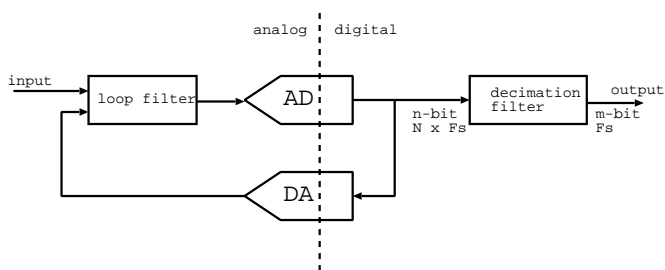 analog digital
input
loop filter
AD
decimation
filter
output
n-bit
N x Fs
m-bit
Fs
DA